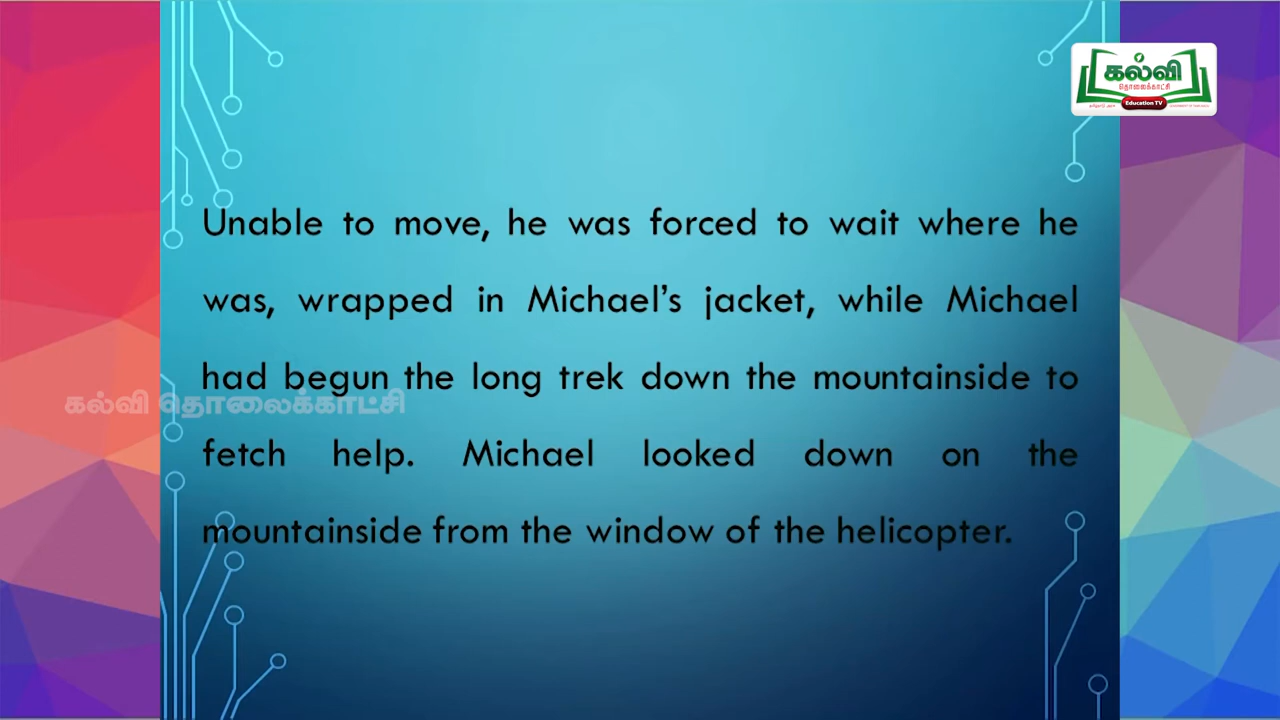 கல்வி
தொலைக்காட்சி
Education TV
Unable to move, he was forced to wait where he
was, wrapped in Michael's jacket, while Michael
had begun the long trek down the mountainside to
கல்வி தொலைக்காட்சி
fetch help. Michael looked down on the
mountainside from the window of the helicopter.